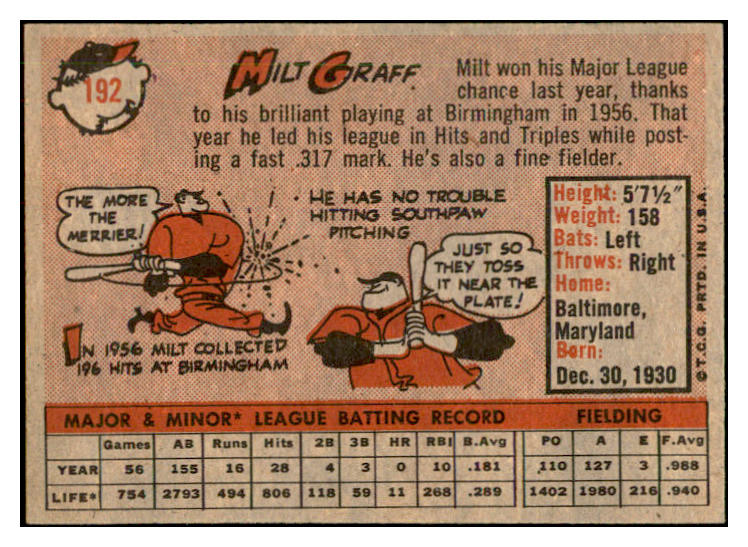 192
MILT GRAFF
Milt won his Major League
chance last year, thanks
to his brilliant playing at Birmingham in 1956. That
year he led his league in Hits and Triples while post-
ing a fast .317 mark. He's also a fine fielder.
THE MORE
THE
MERRIER!
IN 1956 MILT COLLECTED
196 HITS AT BIRMINGHAM
HE HAS NO TROUBLE
HITTING SOUTHPAW
PITCHING
JUST SO
THEY TOSS
IT NEAR THE
PLATE!
Height: 5'7½"
Weight: 158
Bats: Left
Throws: Right
Home:
Baltimore,
Maryland
Born:
Dec. 30, 1930
© T.C.G. PRTD. IN U.S.A.
MAJOR & MINOR* LEAGUE BATTING RECORD FIELDING
Games AB Runs Hits 2B 3B HR RBI B.Avg PO A E F.Avg
YEAR 56 155 16 28 4 3 0 10 .181 110 127 3 .988
LIFE* 754 2793 494 806 118 59 11 268 .289 1402 1980 216 .940